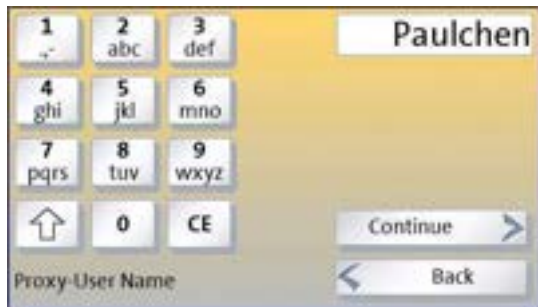 1 2 3
.,- abc def
Paulchen
4 5 6
ghi jkl mno
7 8 9
pqrs tuv wxyz
0 CE
Continue
Proxy-User Name
Back